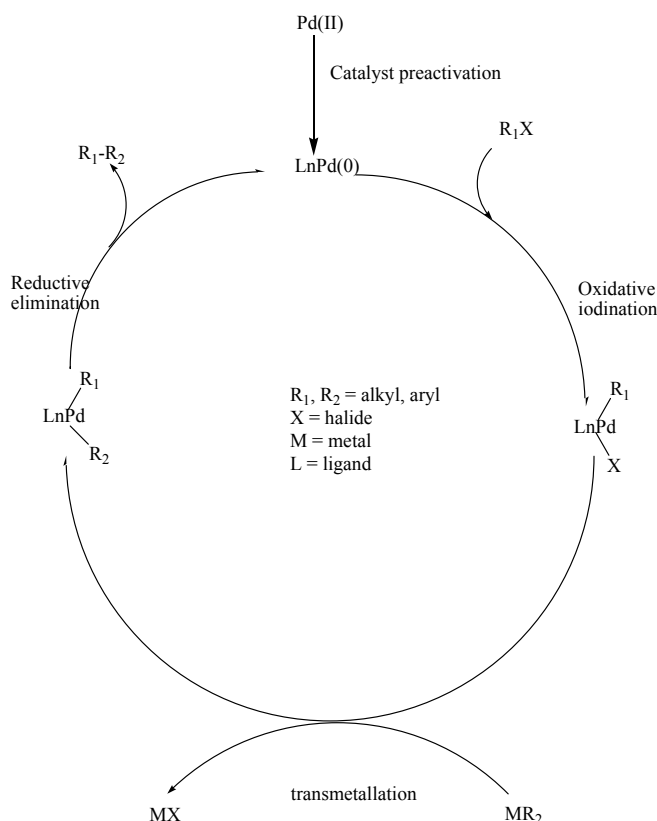 Pd(II)
Catalyst preactivation
R₁X
R₁-R₂
LnPd(0)
Reductive
elimination
Oxidative
iodination
R₁
LnPd
R₂
R₁, R₂ = alkyl, aryl
X = halide
M = metal
L = ligand
R₁
LnPd
X
transmetallation
MX
MR₂